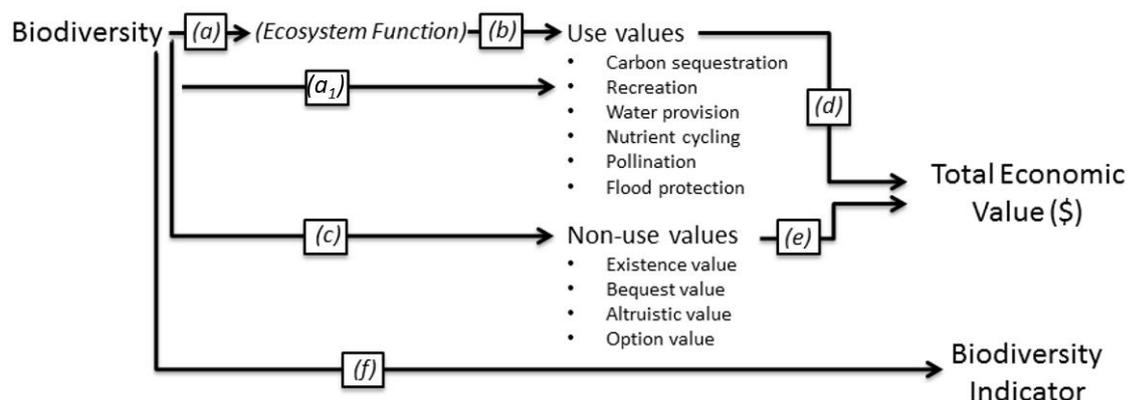 Biodiversity (a) (Ecosystem Function) (b) Use values
• Carbon sequestration
(a1) • Recreation
• Water provision
(d)
• Nutrient cycling
• Pollination
• Flood protection
Total Economic
Value ($)
(c) Non-use values (e)
• Existence value
• Bequest value
• Altruistic value
• Option value
(f) Biodiversity
Indicator